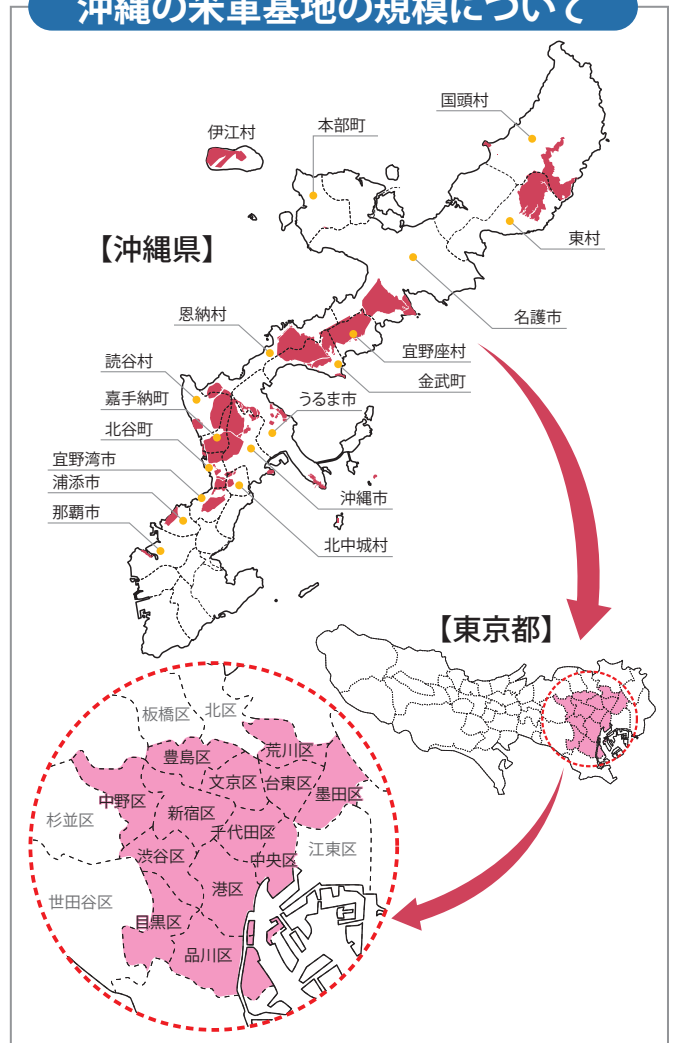 沖縄の米軍基地の規模について
国頭村
本部町
伊江村
東村
【沖縄県】
名護市
恩納村
宜野座村
読谷村
金武町
嘉手納町
うるま市
北谷町
宜野湾市
浦添市
沖縄市
那覇市
北中城村
【東京都】
板橋区
北区
豊島区
荒川区
文京区
台東区
中野区
墨田区
新宿区
杉並区
千代田区
江東区
渋谷区
中央区
港区
世田谷区
目黒区
品川区